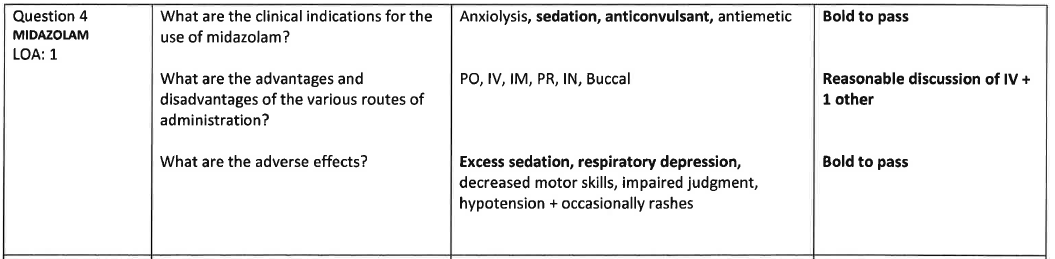 Question 4
MIDAZOLAM
LOA: 1
What are the clinical indications for the
use of midazolam?
Anxiolysis, sedation, anticonvulsant, antiemetic
Bold to pass
What are the advantages and
disadvantages of the various routes of
administration?
PO, IV, IM, PR, IN, Buccal
Reasonable discussion of IV +
1 other
What are the adverse effects?
Excess sedation, respiratory depression,
decreased motor skills, impaired judgment,
hypotension + occasionally rashes
Bold to pass